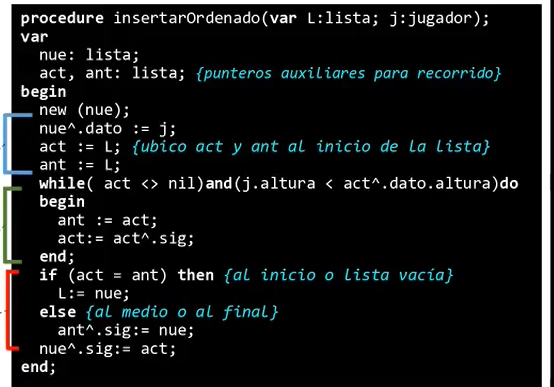 procedure insertarOrdenado(var L:lista; j:jugador);
var
nue: lista;
act, ant: lista; {punteros auxiliares para recorrido}
begin
new (nue);
nue^.dato := j;
act := L; {ubico act y ant al inicio de la lista}
ant := L;
while( act <> nil)and(j.altura < act^.dato.altura)do
begin
ant := act;
act:= act^.sig;
end;
if (act = ant) then {al inicio o lista vacía}
L:= nue;
else {al medio o al final}
ant^.sig:= nue;
nue^.sig:= act;
end;